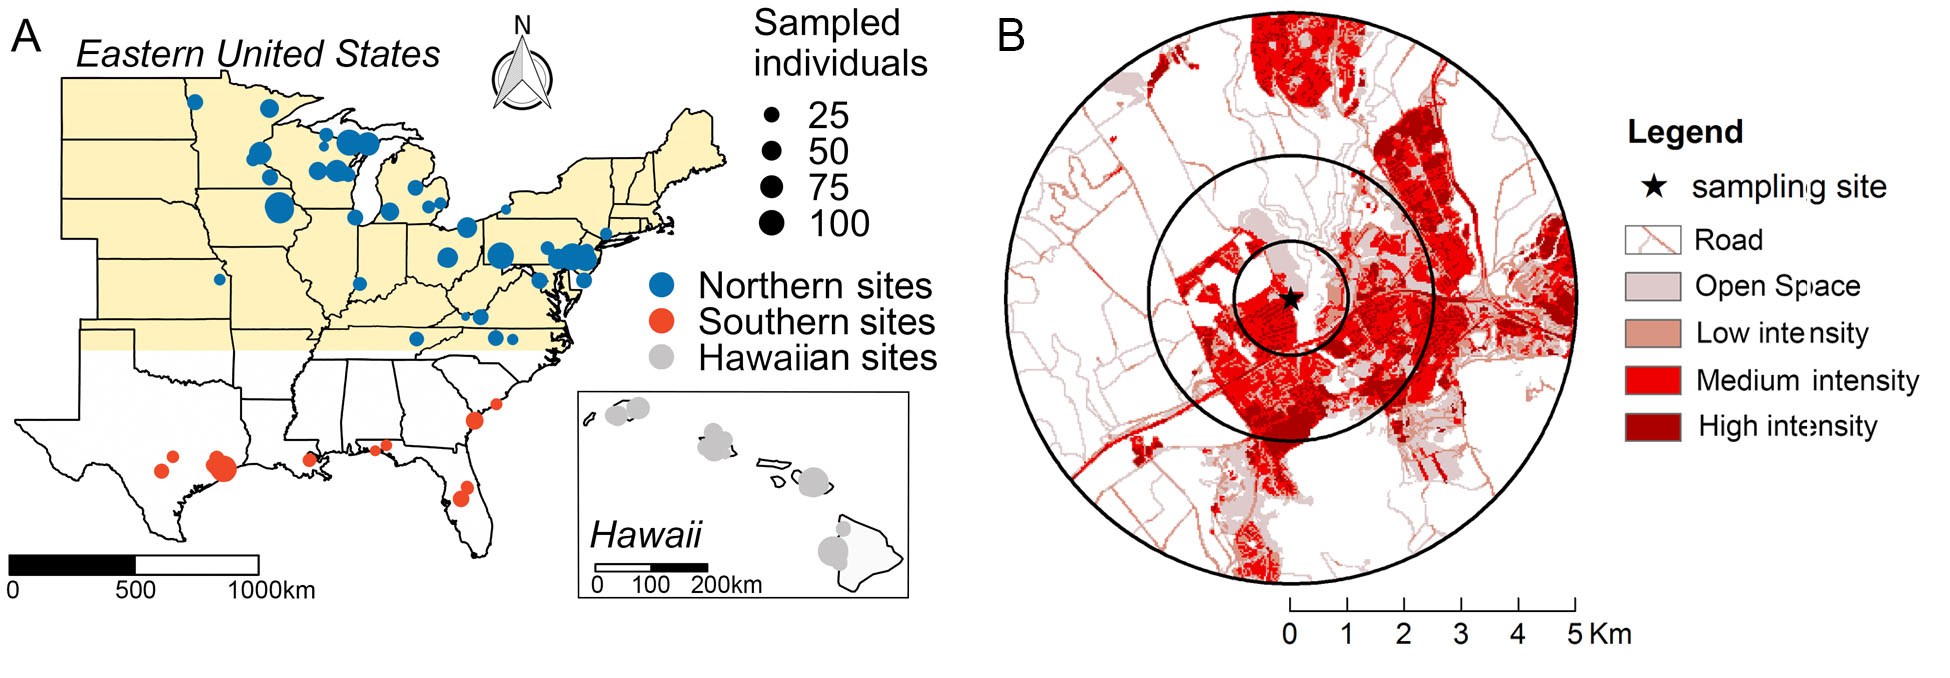 A
Eastern United States
N
Sampled
individuals
25
50
75
100
Northern sites
Southern sites
Hawaiian sites
Hawaii
0 100 200km
0 500 1000km
B
Legend
sampling site
Road
Open Space
Low intensity
Medium intensity
High intensity
0 1 2 3 4 5 Km